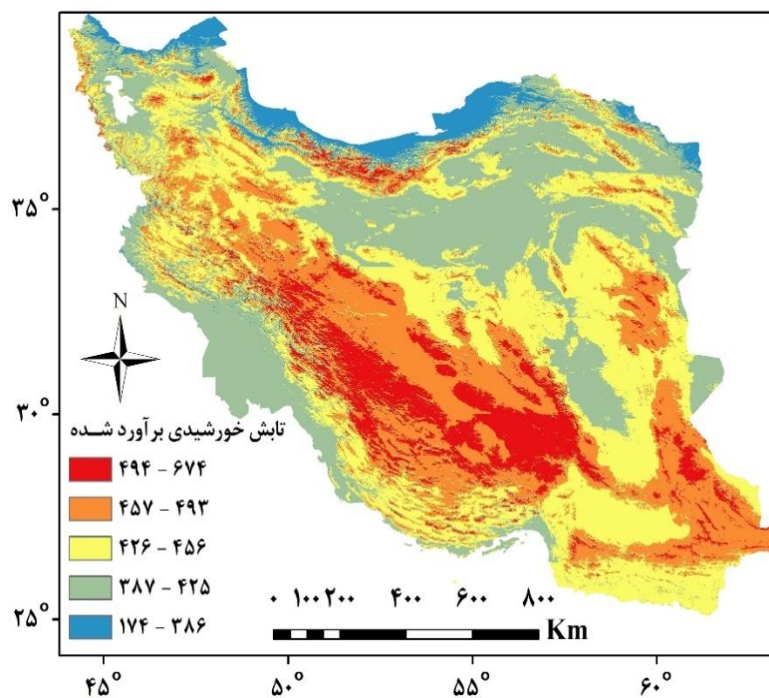 ۳۵°
۳۰°
۲۵°
N
تابش خورشیدی برآورد شـــده
۴۹۴ – ۶۷۴
۴۵۷ – ۴۹۳
۴۲۶ – ۴۵۶
۳۸۷ – ۴۲۵
۱۷۴ – ۳۸۶
۰ ۱۰۰ ۲۰۰ ۴۰۰ ۶۰۰ ۸۰۰
Km
۴۵° ۵۰° ۵۵° ۶۰°